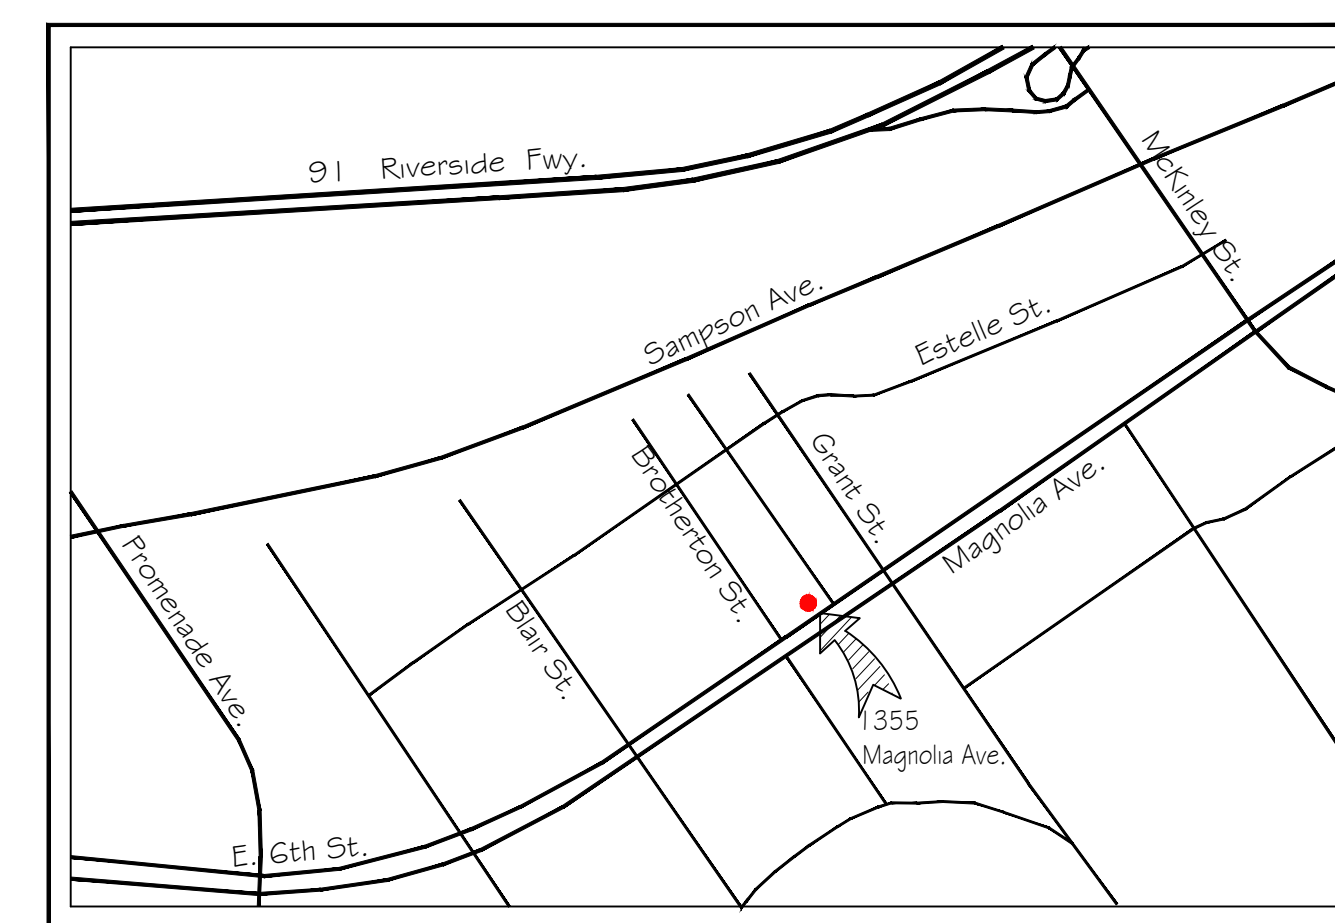 91 Riverside Fwy.
McKinley St.
Sampson Ave.
Estelle St.
Grant St.
Brotherton St.
Magnolia Ave.
Promenade Ave.
Blair St.
1355
Magnolia Ave.
E. 6th St.